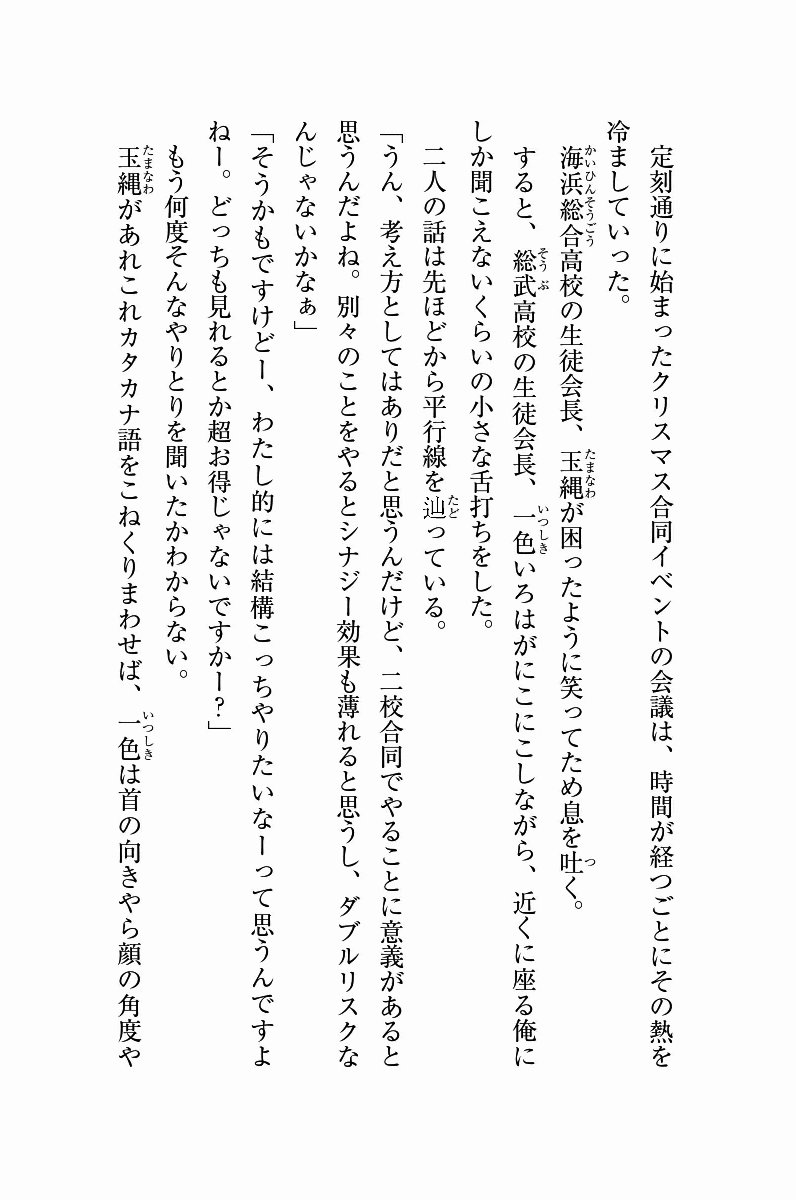 定刻通りに始まったクリスマス合同イベントの会議は、時間が経つごとにその熱を
冷ましていった。
海浜総合高校の生徒会長、玉縄が困ったように笑ってため息を吐く。
すると、総武高校の生徒会長、一色いろはがにこにこしながら、近くに座る俺に
しか聞こえないくらいの小さな舌打ちをした。
二人の話は先ほどから平行線を辿っている。
「うん、考え方としてはありだと思うんだけど、二校合同でやることに意義があると
思うんだよね。別々のことをやるとシナジー効果も薄れると思うし、ダブルリスクな
んじゃないかなぁ」
「そうかもですけどー、わたし的には結構こっちやりたいなーって思うんですよ
ねー。どっちも見れるとか超お得じゃないですかー?」
もう何度そんなやりとりを聞いたかわからない。
玉縄があれこれカタカナ語をこねくりまわせば、一色は首の向きやら顔の角度や